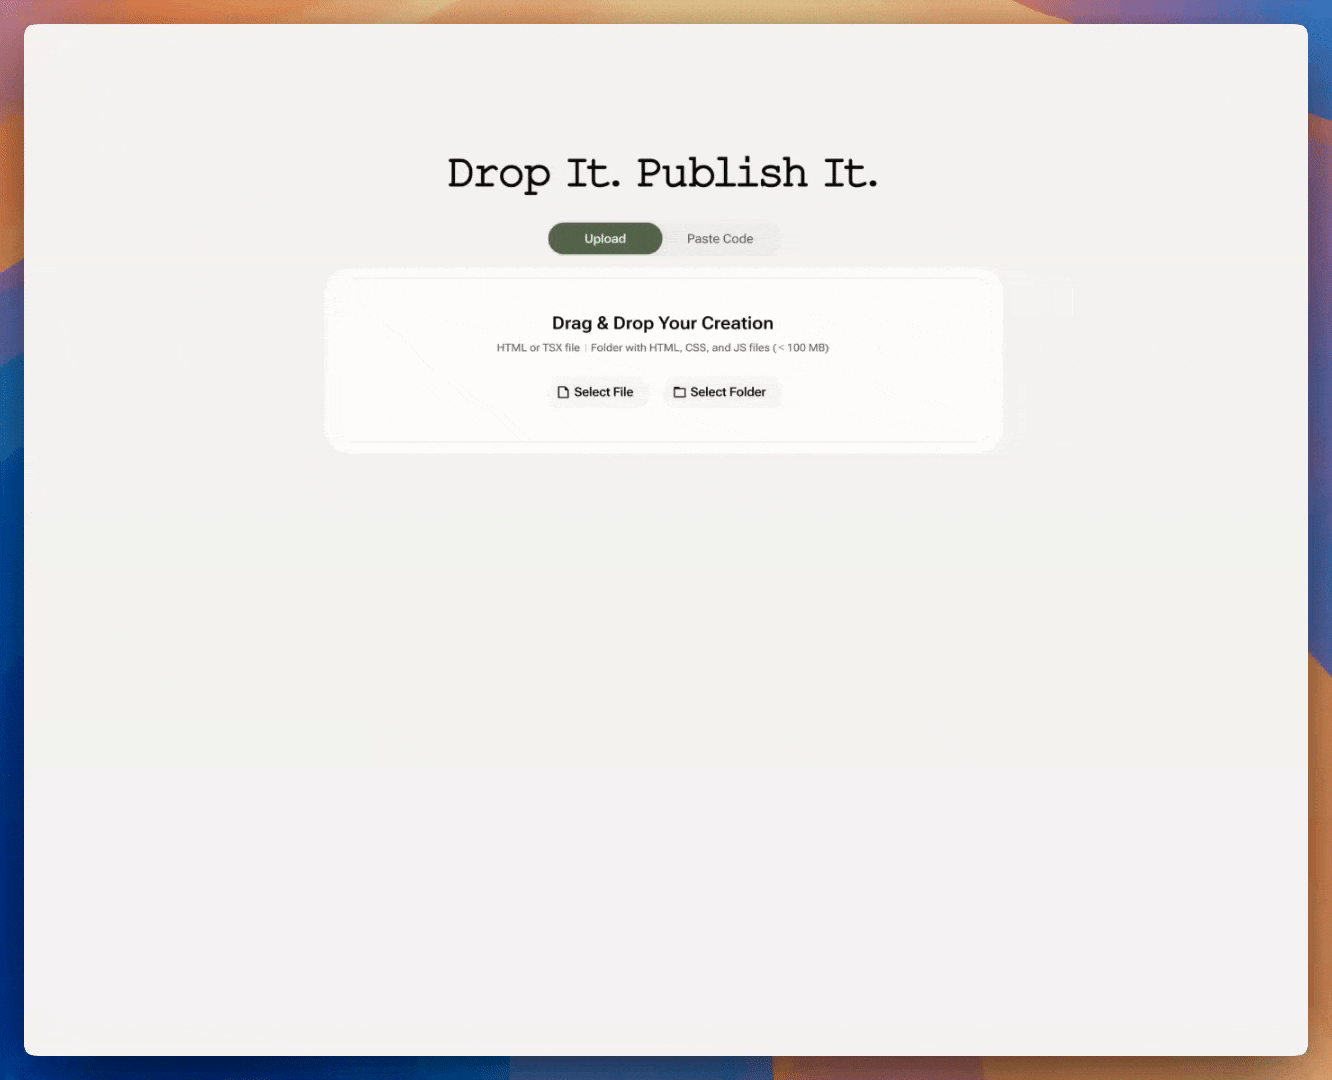 Drop It. Publish It.
Upload Paste Code
Drag & Drop Your Creation
HTML or TSX file | Folder with HTML, CSS, and JS files (< 100 MB)
Select File Select Folder